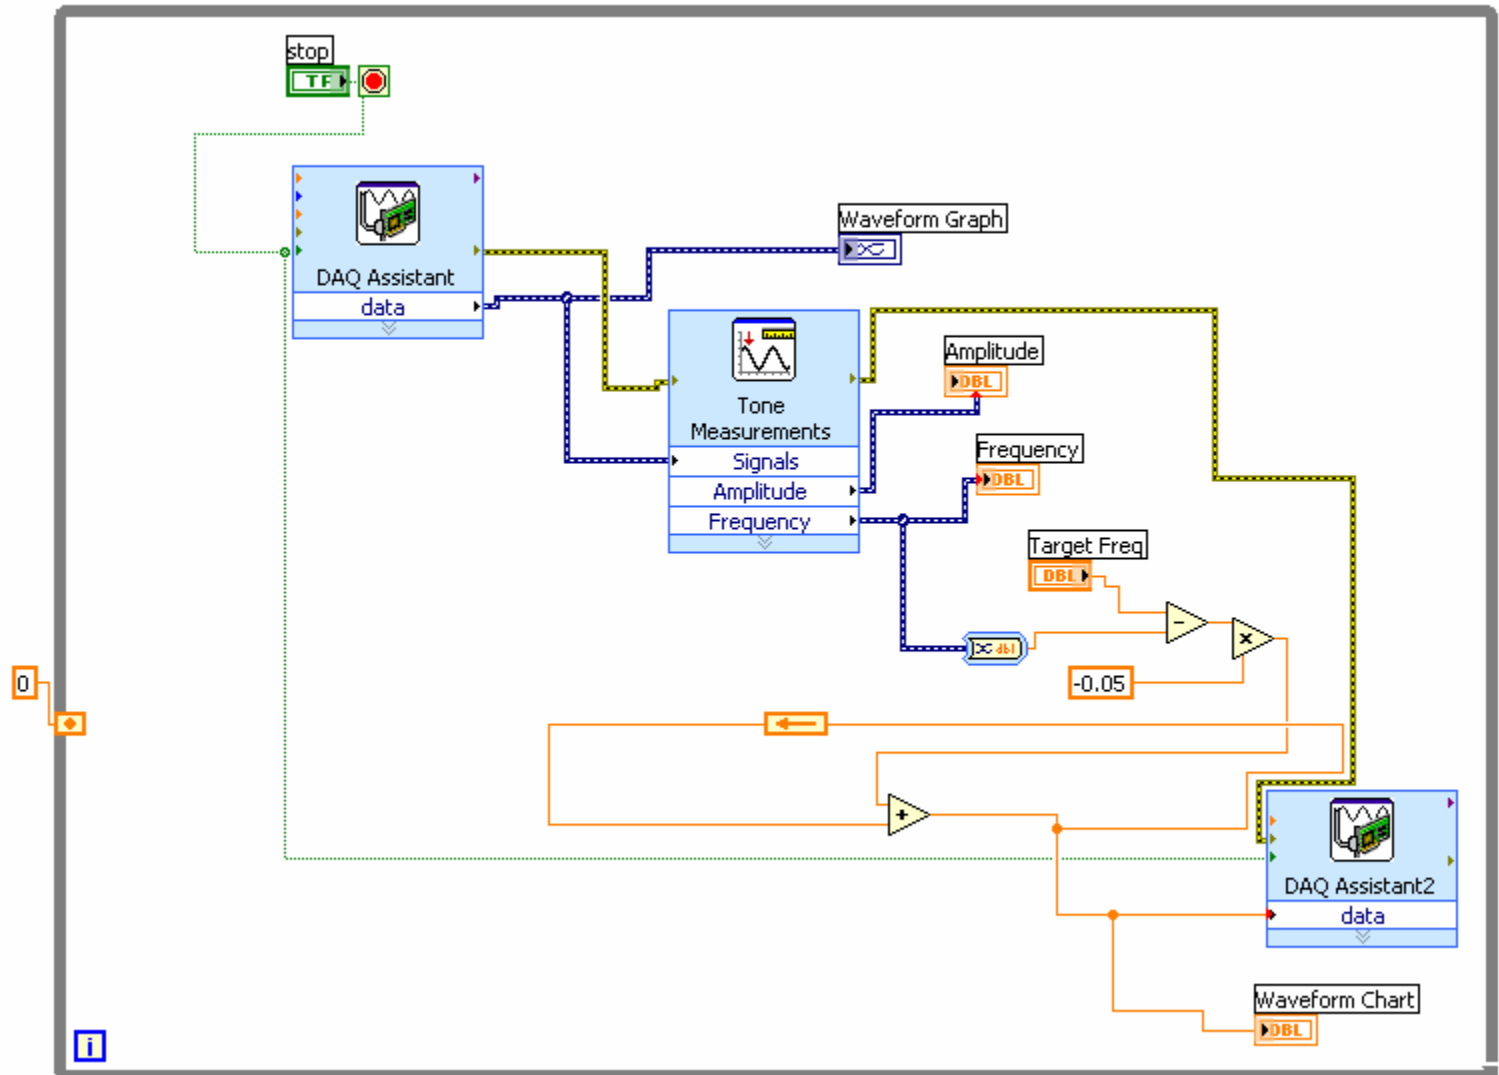 stop
TF
DAQ Assistant
data
Waveform Graph
Tone
Measurements
Signals
Amplitude
Frequency
Amplitude
DBL
Frequency
DBL
Target Freq
DBL
dbl
-
x
-0.05
0
+
DAQ Assistant2
data
Waveform Chart
DBL
i